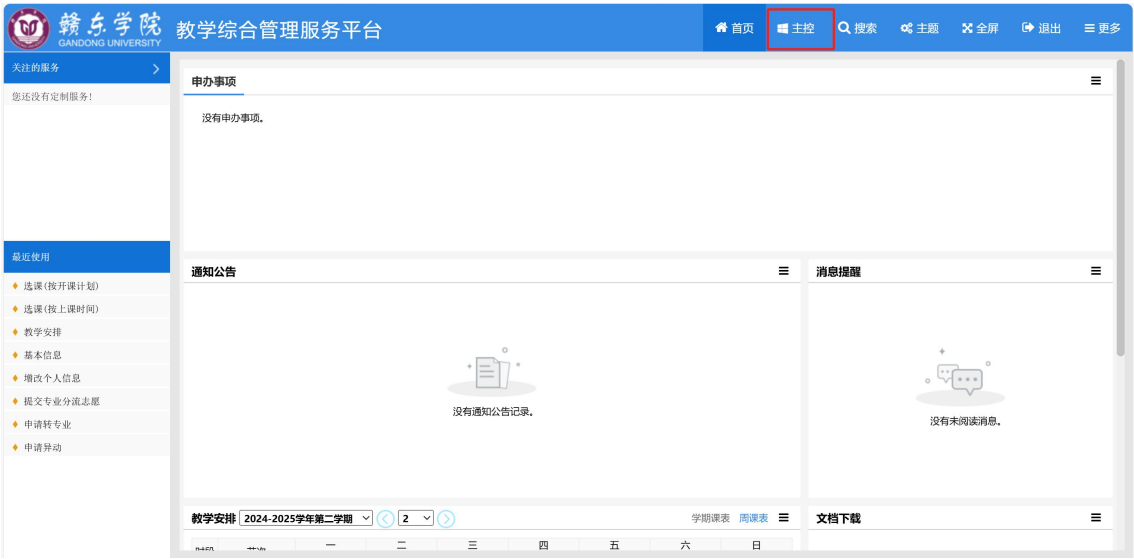 赣东学院 教学综合管理服务平台 首页 主控 搜索 主题 全屏 退出 更多
GANDONG UNIVERSITY
关注的服务
您还没有定制服务!
申办事项
没有申办事项。
最近使用
选课(按开课计划)
选课(按上课时间)
教学安排
基本信息
增改个人信息
提交专业分流志愿
申请转专业
申请异动
通知公告
没有通知公告记录。
消息提醒
没有未阅读消息。
教学安排 2024-2025学年第二学期 2 学期课表 周课表
一 二 三 四 五 六 日
文档下载